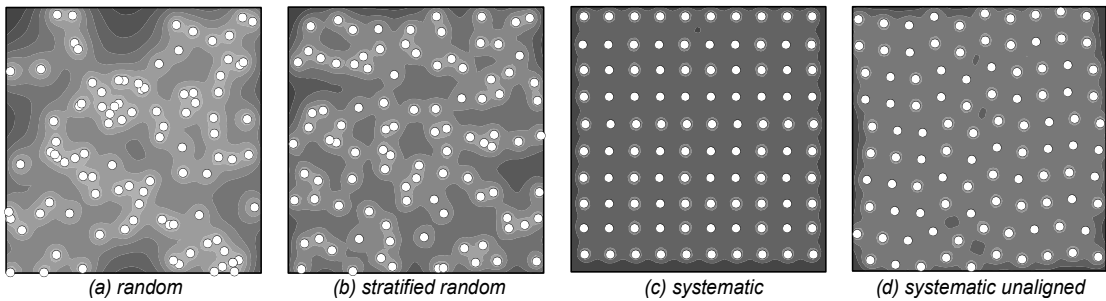 (a) random
(b) stratified random
(c) systematic
(d) systematic unaligned